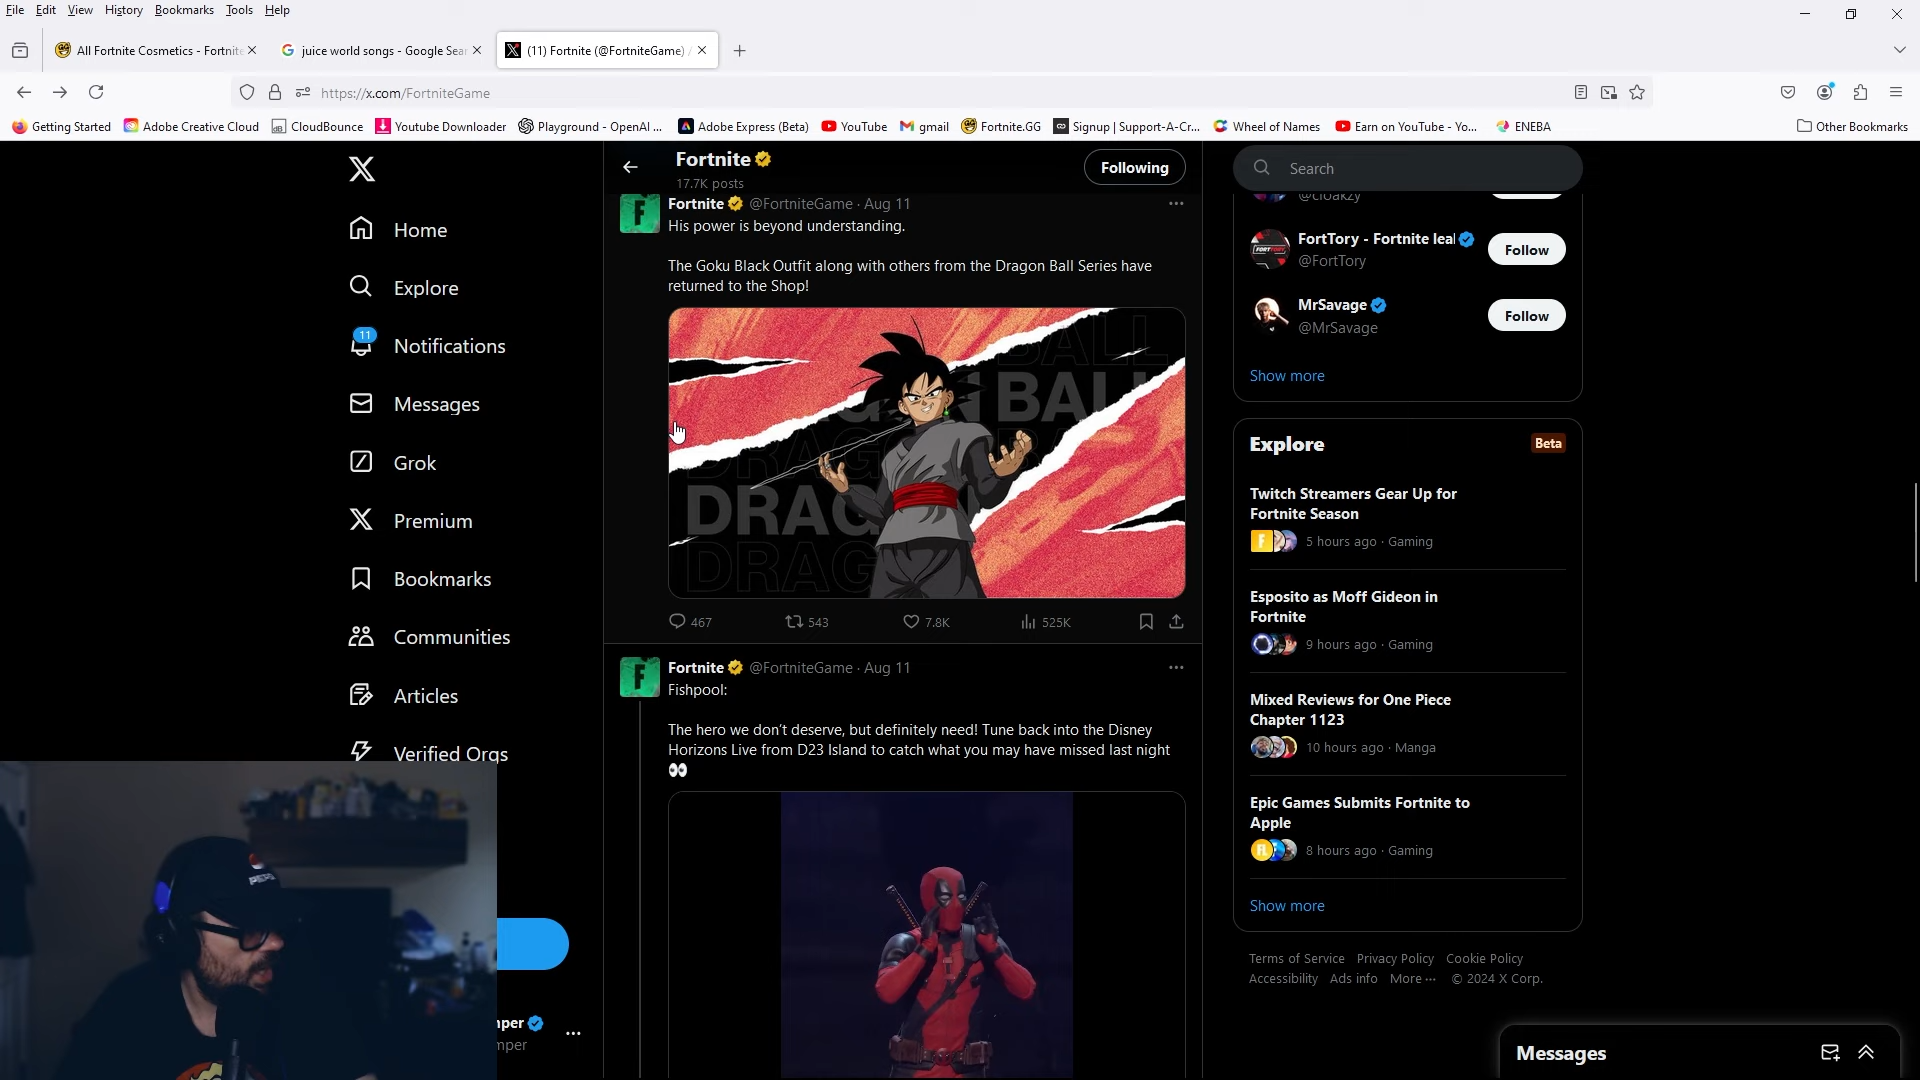 File Edit View History Bookmarks Tools Help
All Fortnite Cosmetics - Fortnite
juice world songs - Google Sea
(11) Fortnite (@FortniteGame) /
https://x.com/FortniteGame
Getting Started Adobe Creative Cloud CloudBounce Youtube Downloader Playground - OpenAI ... Adobe Express (Beta) YouTube gmail Fortnite.GG Signup | Support-A-Cr... Wheel of Names Earn on YouTube - Yo... ENEBA Other Bookmarks
Home
Explore
11
Notifications
Messages
Grok
Premium
Bookmarks
Communities
Articles
Verified Orgs
mper
mper
Fortnite
17.7K posts
Following
Fortnite @FortniteGame · Aug 11
His power is beyond understanding.
The Goku Black Outfit along with others from the Dragon Ball Series have
returned to the Shop!
BALL
N BALL
DRAG
DRAG
DRAG
467 543 7.8K 525K
Fortnite @FortniteGame · Aug 11
Fishpool:
The hero we don’t deserve, but definitely need! Tune back into the Disney
Horizons Live from D23 Island to catch what you may have missed last night
👀
Search
@cloakzy
FortTory - Fortnite leal
@FortTory
Follow
MrSavage
@MrSavage
Follow
Show more
Explore
Beta
Twitch Streamers Gear Up for
Fortnite Season
5 hours ago · Gaming
Esposito as Moff Gideon in
Fortnite
9 hours ago · Gaming
Mixed Reviews for One Piece
Chapter 1123
10 hours ago · Manga
Epic Games Submits Fortnite to
Apple
8 hours ago · Gaming
Show more
Terms of Service Privacy Policy Cookie Policy
Accessibility Ads info More ··· © 2024 X Corp.
Messages